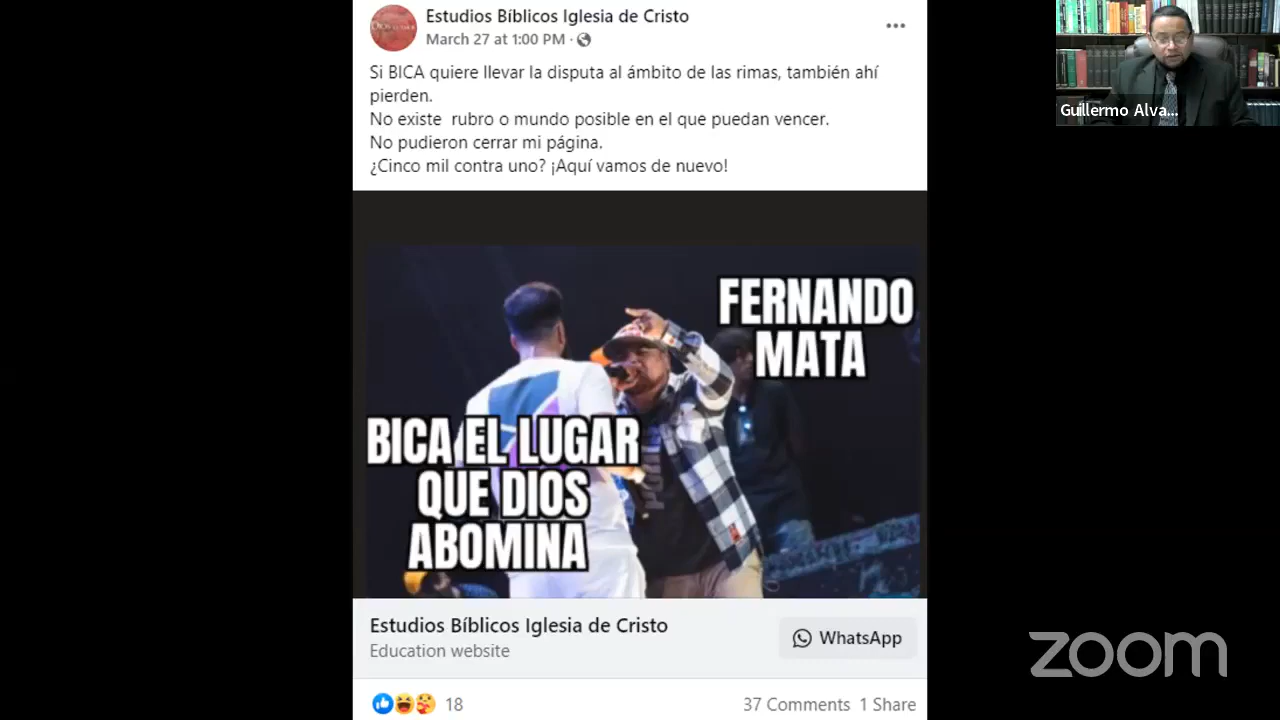 Estudios Bíblicos Iglesia de Cristo
March 27 at 1:00 PM ·
Si BICA quiere llevar la disputa al ámbito de las rimas, también ahí
pierden.
No existe rubro o mundo posible en el que puedan vencer.
No pudieron cerrar mi página.
¿Cinco mil contra uno? ¡Aquí vamos de nuevo!
Guillermo Alva...
FERNANDO
MATA
BICA EL LUGAR
QUE DIOS
ABOMINA
Estudios Bíblicos Iglesia de Cristo
Education website
WhatsApp
18
37 Comments 1 Share
zoom